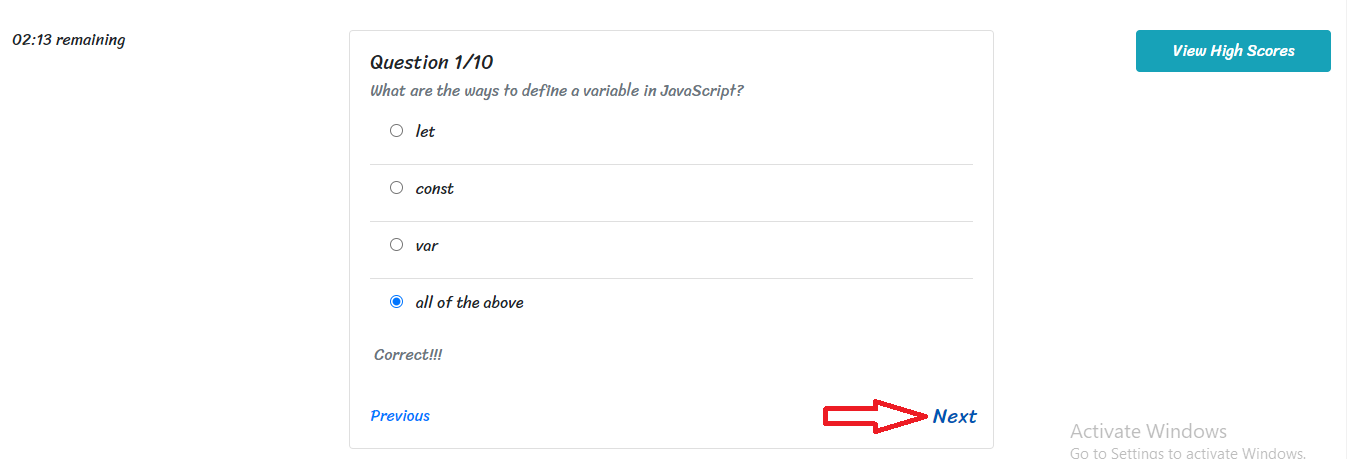 02:13 remaining
View High Scores
Question 1/10
What are the ways to define a variable in JavaScript?
let
const
var
all of the above
Correct!!!
Previous
Next
Activate Windows
Go to Settings to activate Windows.